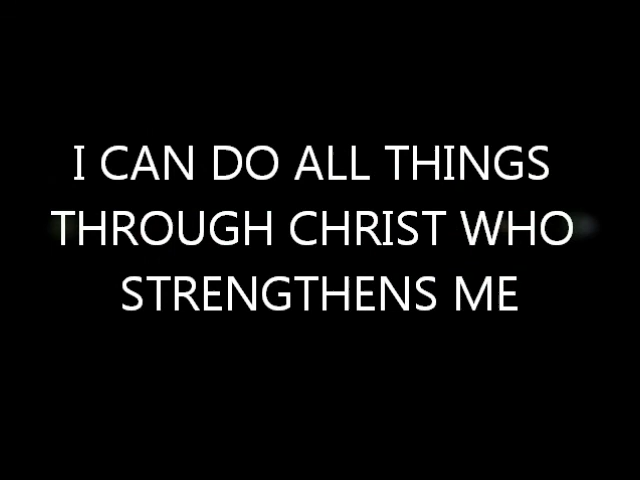 I CAN DO ALL THINGS
THROUGH CHRIST WHO
STRENGTHENS ME